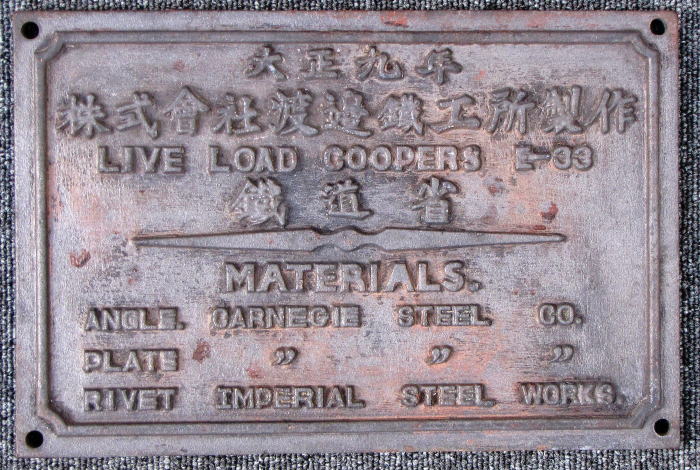 大正九年
株式會社渡邉鐵工所製作
LIVE LOAD COOPERS E-33
鐵道省
MATERIALS.
ANGLE. CARNEGIE STEEL CO.
PLATE 〃 〃 〃
RIVET IMPERIAL STEEL WORKS.